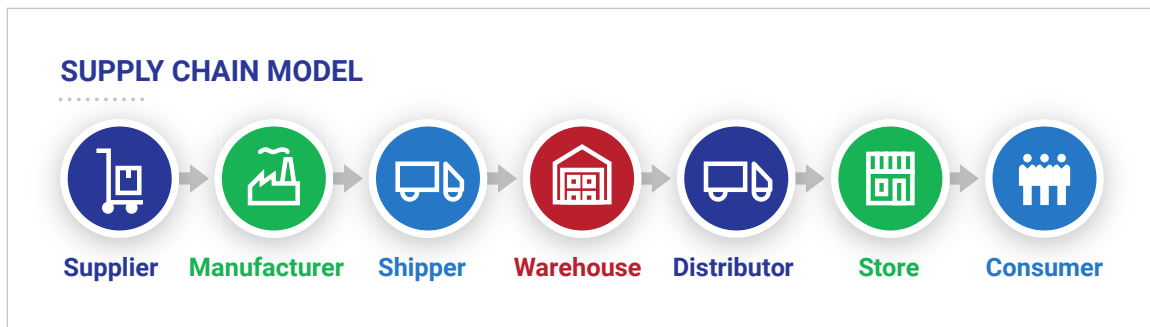 SUPPLY CHAIN MODEL
Supplier Manufacturer Shipper Warehouse Distributor Store Consumer